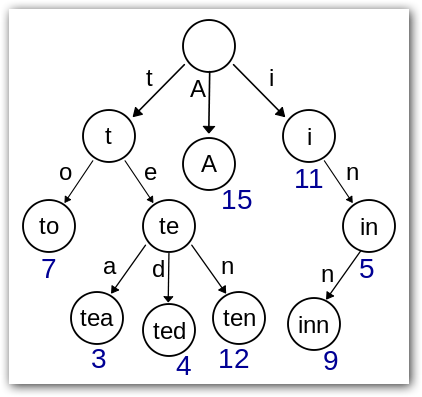 t A i
t A i
15 11
o e n
to te in
7 5
a d n n
tea ted ten inn
3 4 12 9